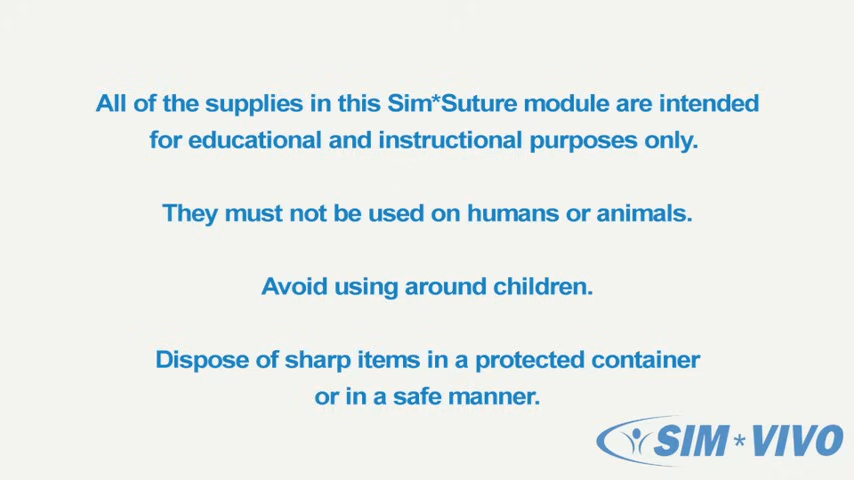 All of the supplies in this Sim*Suture module are intended
for educational and instructional purposes only.
They must not be used on humans or animals.
Avoid using around children.
Dispose of sharp items in a protected container
or in a safe manner.
SIM*VIVO